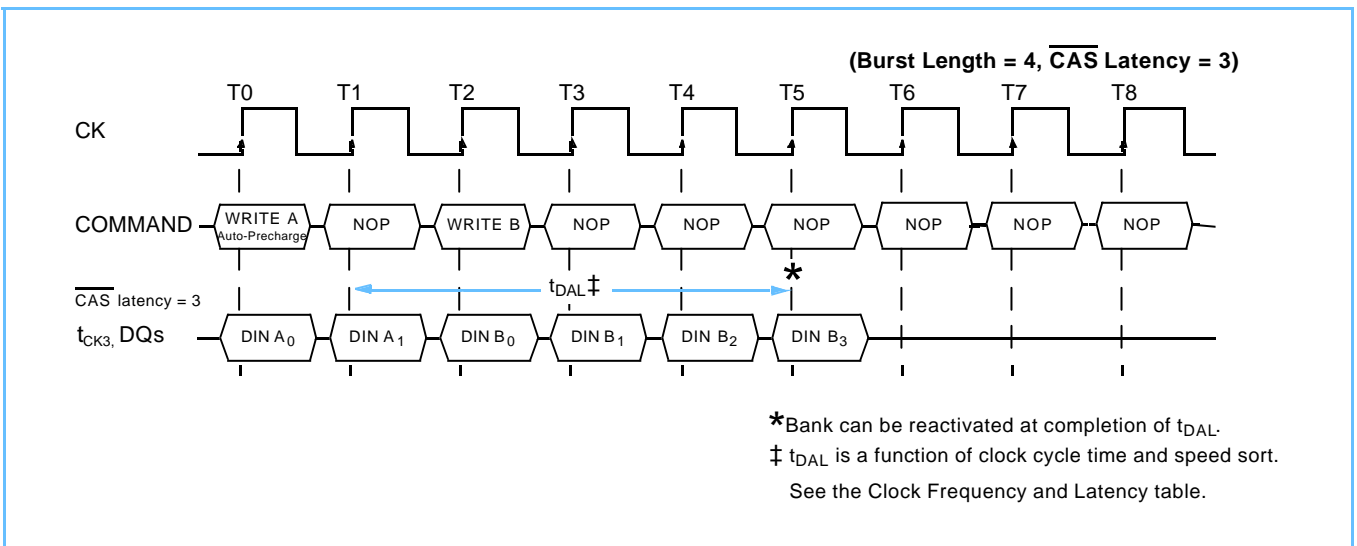 (Burst Length = 4, CAS Latency = 3)
T0 T1 T2 T3 T4 T5 T6 T7 T8
CK
COMMAND WRITE A Auto-Precharge NOP WRITE B NOP NOP NOP NOP NOP NOP
tDAL‡ *
CAS latency = 3
tCK3, DQs DIN A0 DIN A1 DIN B0 DIN B1 DIN B2 DIN B3
*Bank can be reactivated at completion of tDAL.
‡ tDAL is a function of clock cycle time and speed sort.
See the Clock Frequency and Latency table.